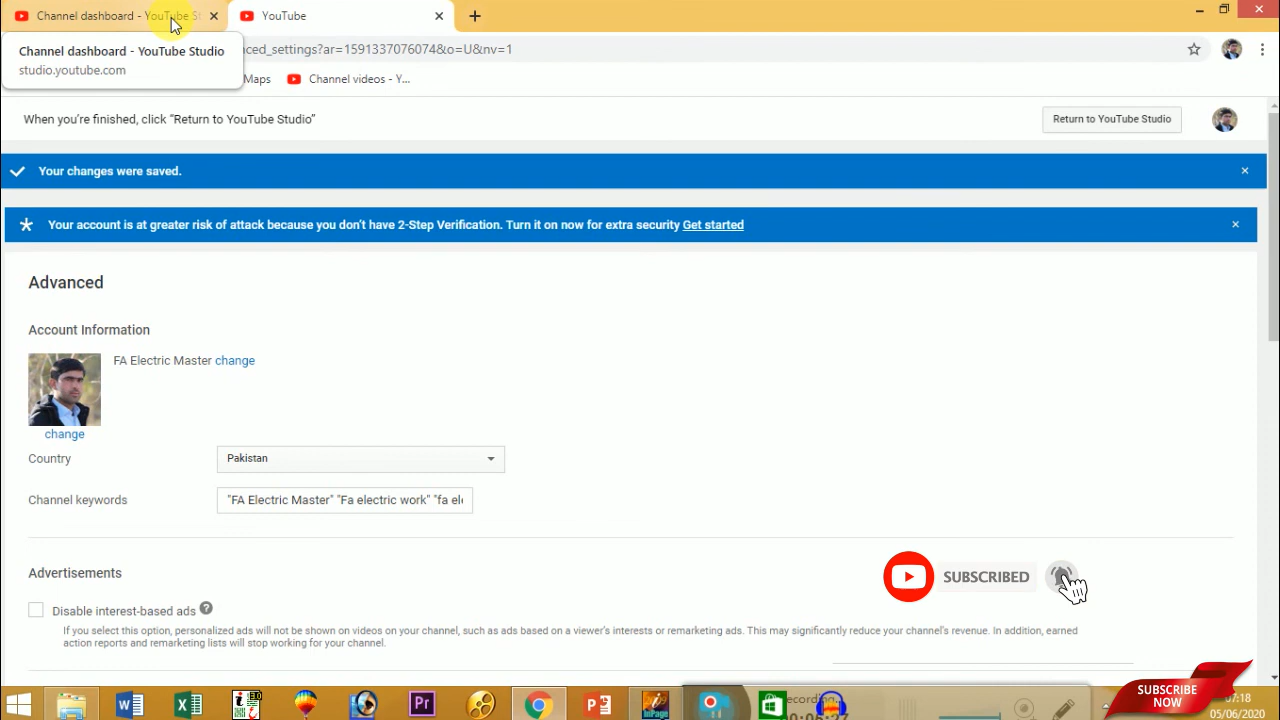 Channel dashboard - YouTube St
YouTube
Channel dashboard - YouTube Studio
studio.youtube.com
ced_settings?ar=1591337076074&o=U&nv=1
Maps
Channel videos - Y...
When you're finished, click “Return to YouTube Studio”
Return to YouTube Studio
Your changes were saved.
Your account is at greater risk of attack because you don't have 2-Step Verification. Turn it on now for extra security Get started
Advanced
Account Information
FA Electric Master change
change
Country
Pakistan
Channel keywords
"FA Electric Master" "Fa electric work" "fa ele
Advertisements
SUBSCRIBED
Disable interest-based ads ?
If you select this option, personalized ads will not be shown on videos on your channel, such as ads based on a viewer's interests or remarketing ads. This may significantly reduce your channel's revenue. In addition, earned
action reports and remarketing lists will stop working for your channel.
SUBSCRIBE
NOW
Pr
InPage
Recording...
07:18
05/06/2020